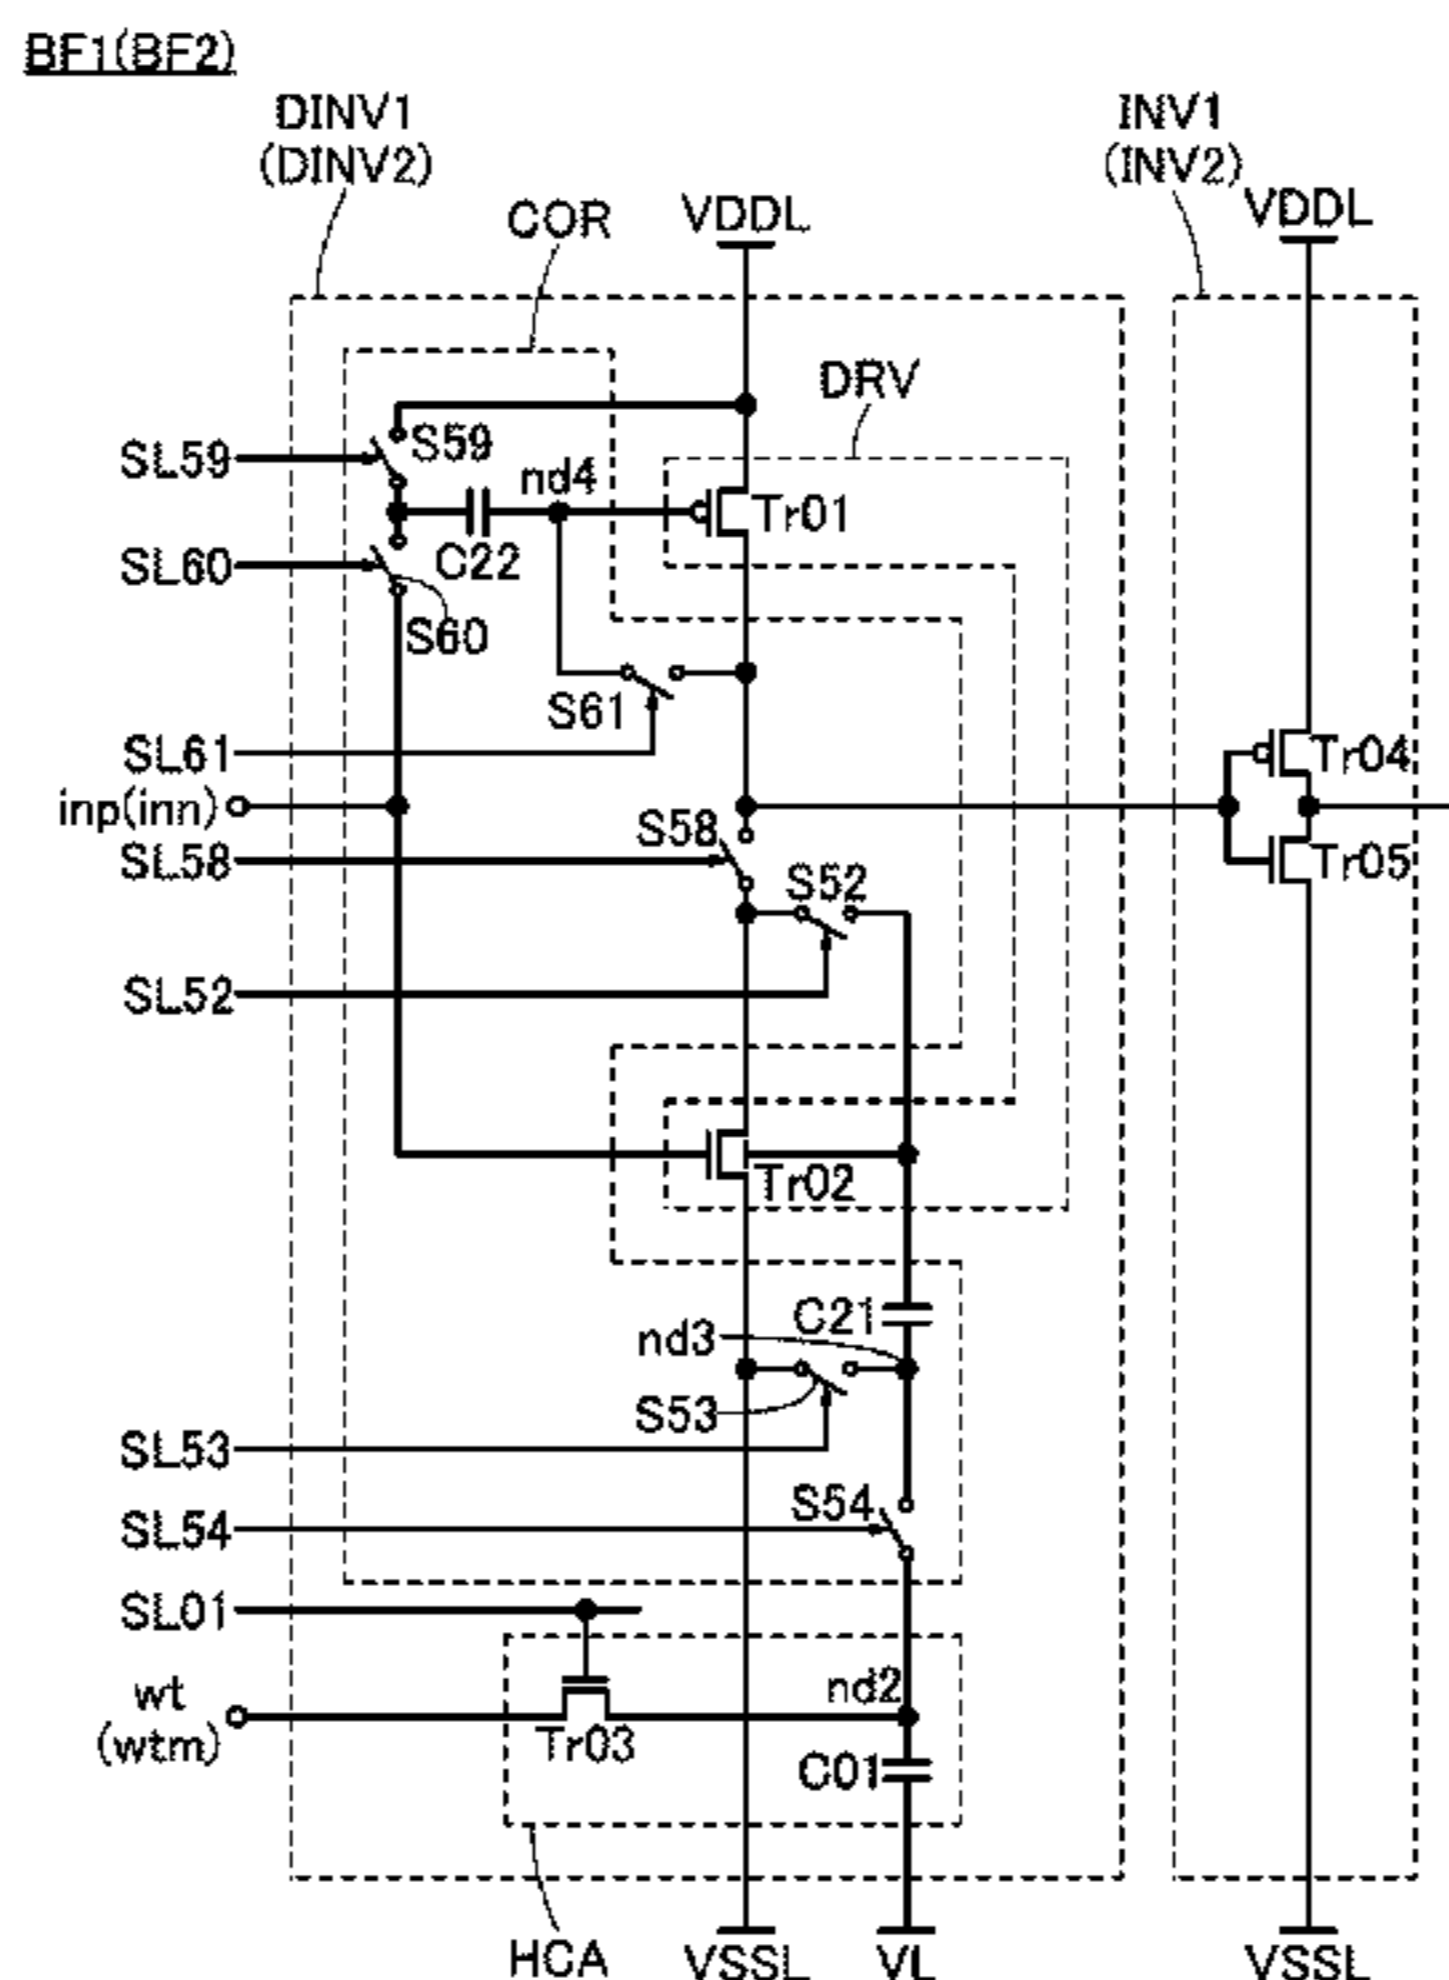 BF1(BF2)
DINV1
(DINV2)
INV1
(INV2)
COR
VDDL
VDDL
DRV
SL59
S59
nd4
Tr01
SL60
C22
S60
S61
SL61
Tr04
inp(inn)
S58
SL58
Tr05
S52
SL52
Tr02
C21
nd3
S53
SL53
S54
SL54
SL01
wt
(wtm)
nd2
Tr03
C01
HCA
VSSL
VL
VSSL